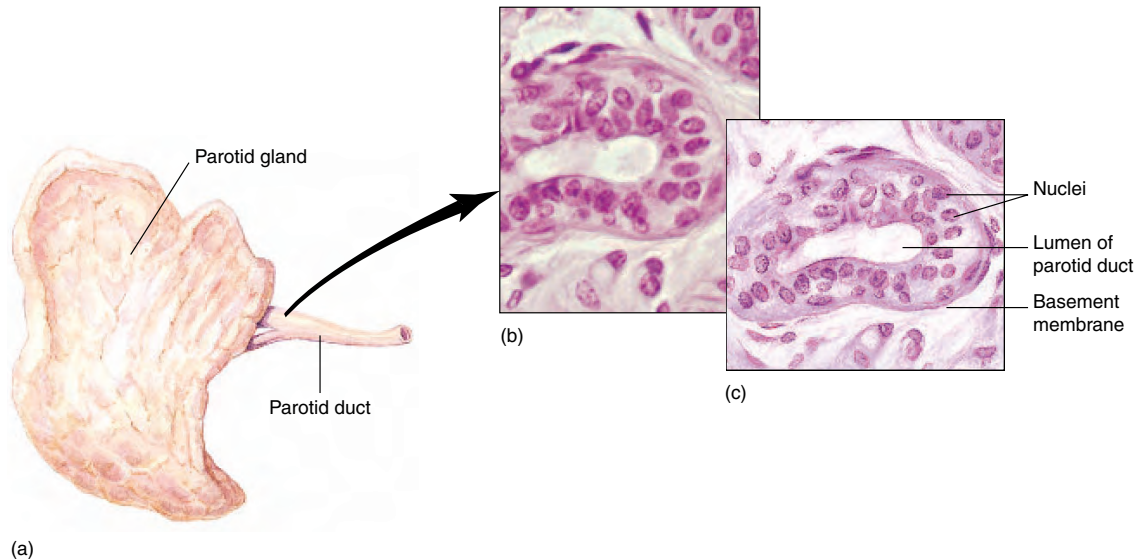 Parotid gland
Parotid duct
(a)
(b)
Nuclei
Lumen of
parotid duct
Basement
membrane
(c)